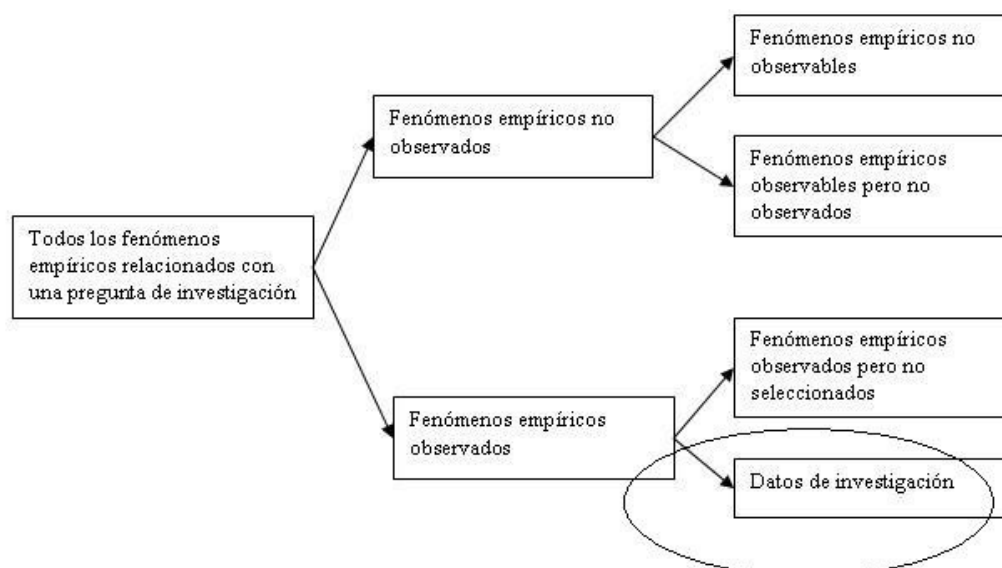 Fenómenos empíricos no
observables
Fenómenos empíricos no
observados
Fenómenos empíricos
observables pero no
observados
Todos los fenómenos
empíricos relacionados con
una pregunta de investigación
Fenómenos empíricos
observados pero no
seleccionados
Fenómenos empíricos
observados
Datos de investigación